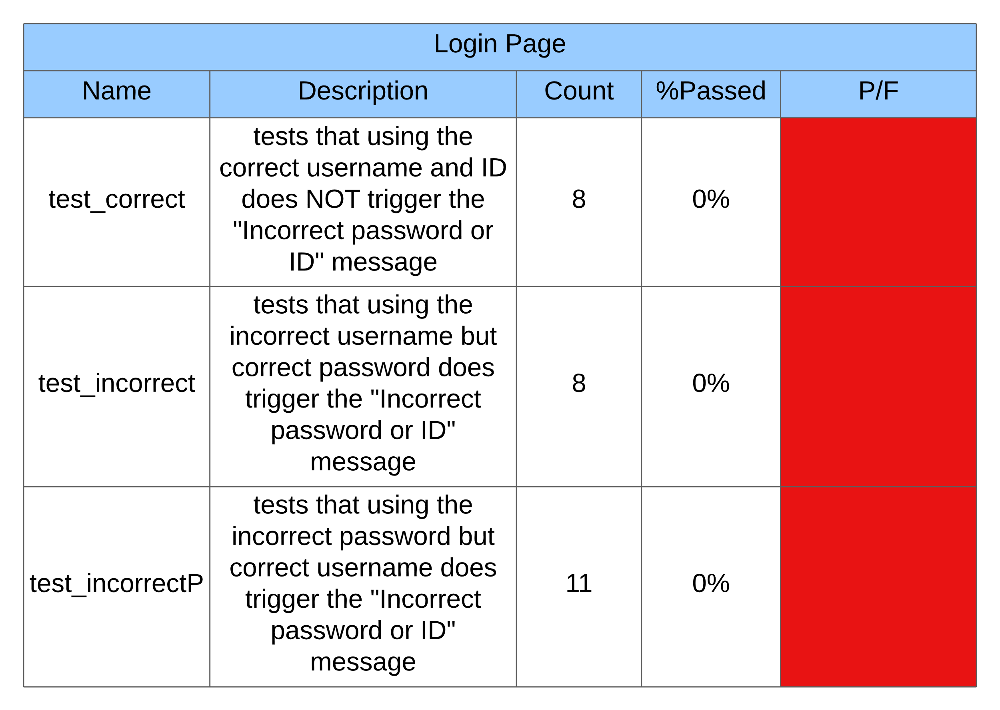 Login Page
Name Description Count %Passed P/F
tests that using the
correct username and ID
does NOT trigger the
"Incorrect password or
ID" message
test_correct
8
0%
tests that using the
incorrect username but
correct password does
trigger the "Incorrect
password or ID"
message
test_incorrect
8
0%
tests that using the
incorrect password but
correct username does
trigger the "Incorrect
password or ID"
message
test_incorrectP
11
0%